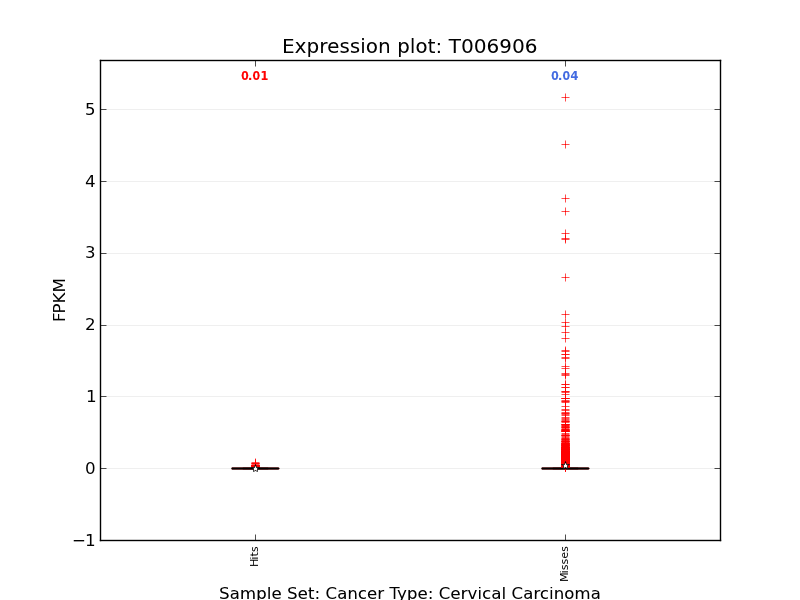 Expression plot: T006906
0.01
0.04
5
4
3
2
1
0
−1
FPKM
Hits
Misses
Sample Set: Cancer Type: Cervical Carcinoma